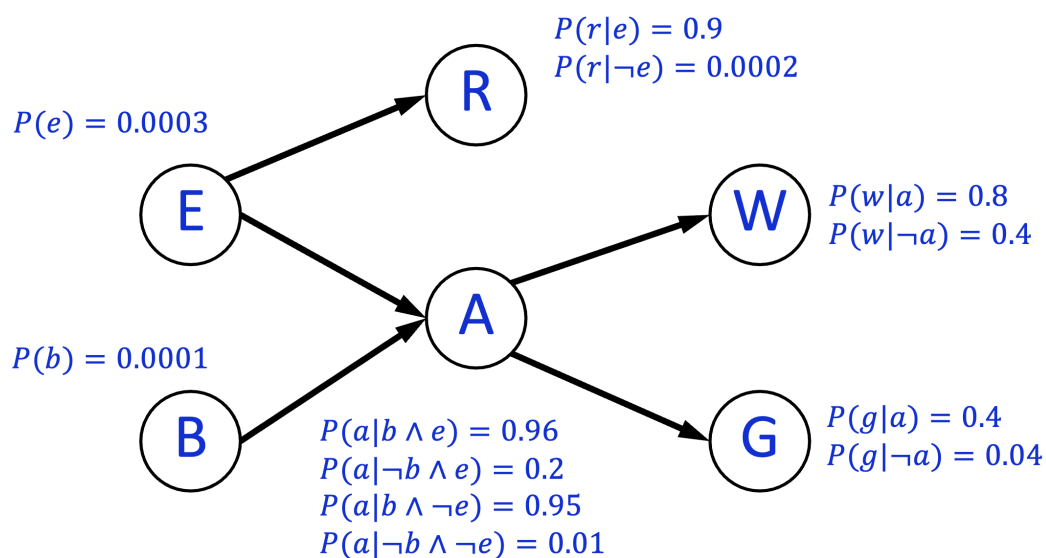 P(r|e) = 0.9
P(r|¬e) = 0.0002
R
P(e) = 0.0003
E
W
P(w|a) = 0.8
P(w|¬a) = 0.4
A
P(b) = 0.0001
B
P(a|b ∧ e) = 0.96
P(a|¬b ∧ e) = 0.2
P(a|b ∧ ¬e) = 0.95
P(a|¬b ∧ ¬e) = 0.01
G
P(g|a) = 0.4
P(g|¬a) = 0.04